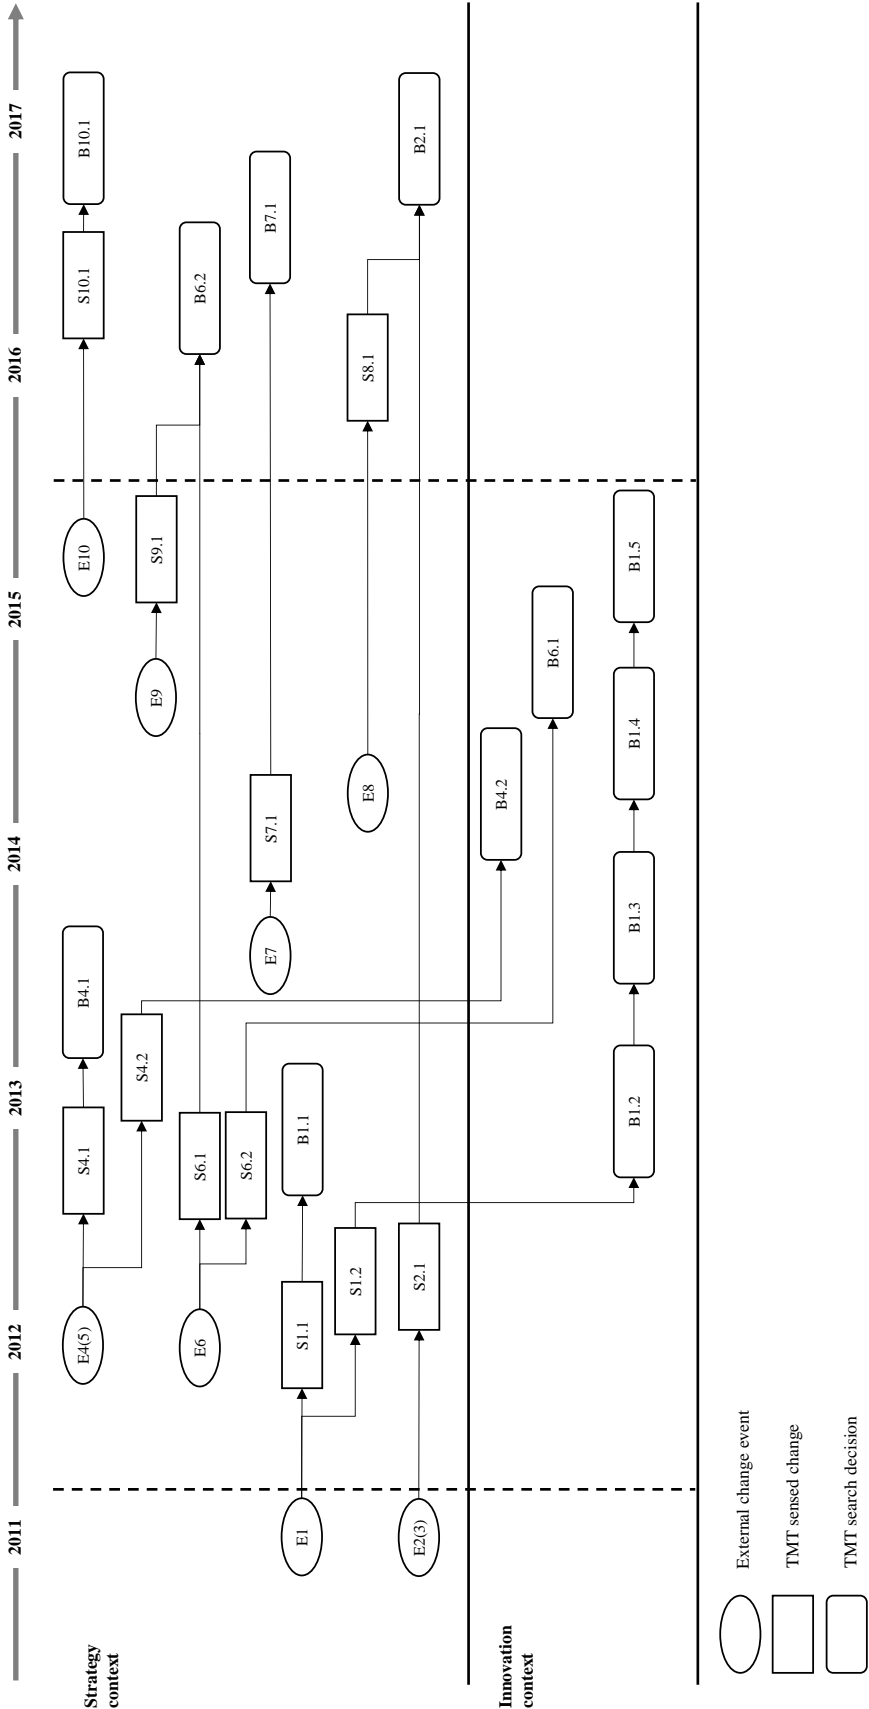 2011 2012 2013 2014 2015 2016 2017
Strategy
context
E4(5) S4.1 B4.1 E10 S10.1 B10.1
S4.2 E9 S9.1
E6 S6.1 B6.2
S6.2 E7 S7.1 B7.1
E1 S1.1 B1.1
S1.2 E8 S8.1
E2(3) S2.1 B2.1
Innovation
context
B4.2
B6.1
B1.2 B1.3 B1.4 B1.5
External change event
TMT sensed change
TMT search decision